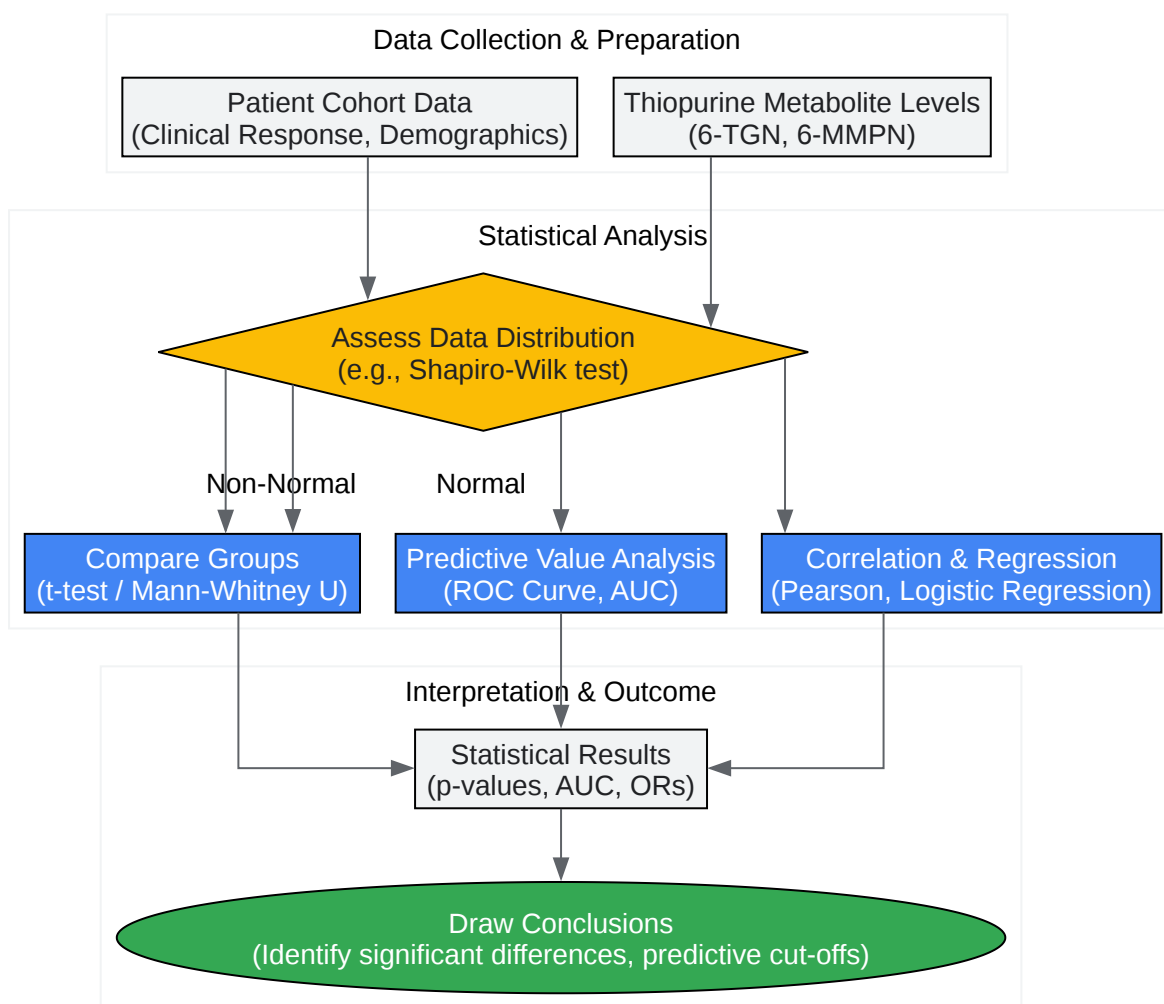 Data Collection & Preparation
Patient Cohort Data
(Clinical Response, Demographics)
Thiopurine Metabolite Levels
(6-TGN, 6-MMPN)
Statistical Analysis
Assess Data Distribution
(e.g., Shapiro-Wilk test)
Non-Normal
Normal
Compare Groups
(t-test / Mann-Whitney U)
Predictive Value Analysis
(ROC Curve, AUC)
Correlation & Regression
(Pearson, Logistic Regression)
Interpretation & Outcome
Statistical Results
(p-values, AUC, ORs)
Draw Conclusions
(Identify significant differences, predictive cut-offs)